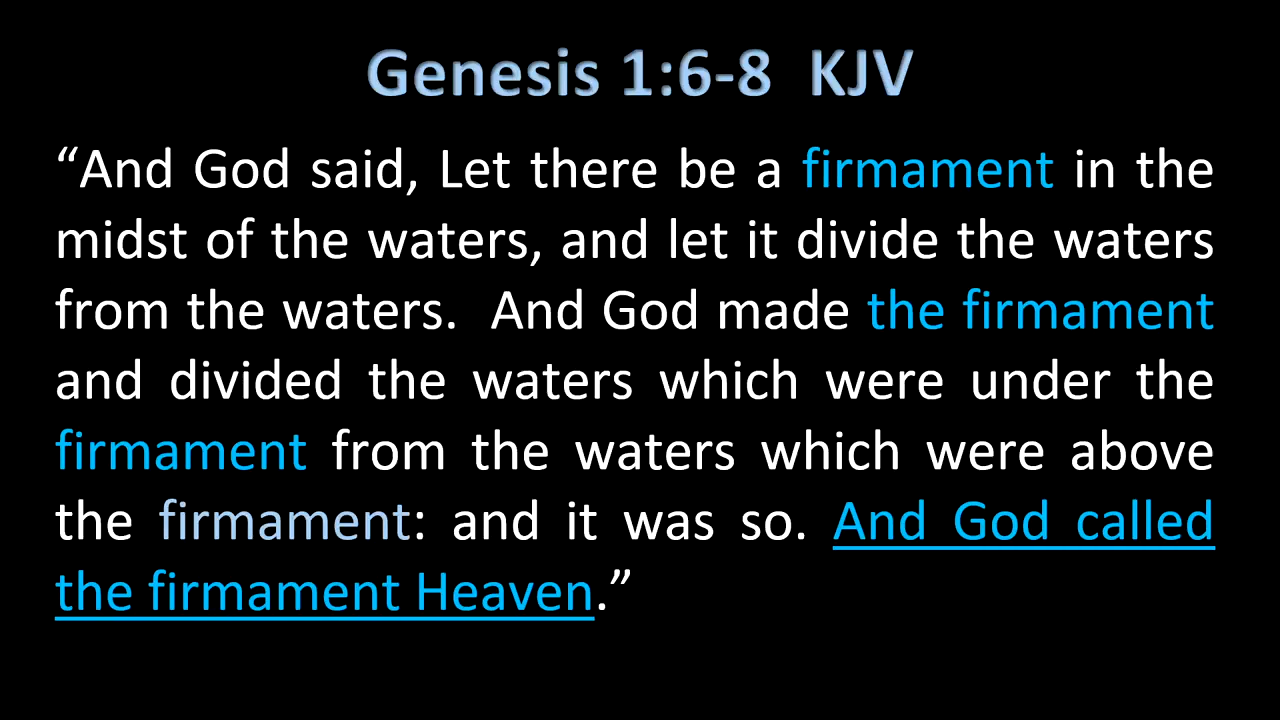 Genesis 1:6-8  KJV
“And God said, Let there be a firmament in the
midst of the waters, and let it divide the waters
from the waters.  And God made the firmament
and divided the waters which were under the
firmament from the waters which were above
the firmament: and it was so. And God called
the firmament Heaven.”